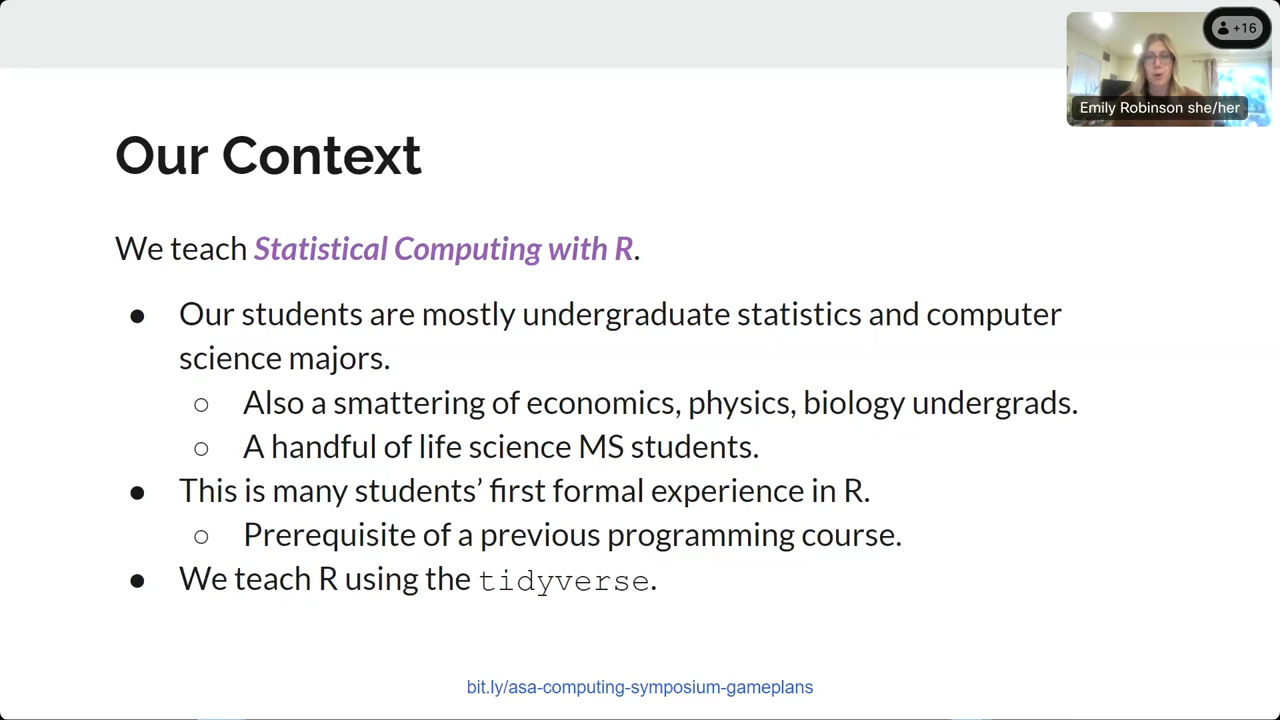 +16
Emily Robinson she/her
Our Context
We teach Statistical Computing with R.
● Our students are mostly undergraduate statistics and computer
science majors.
○ Also a smattering of economics, physics, biology undergrads.
○ A handful of life science MS students.
● This is many students’ first formal experience in R.
○ Prerequisite of a previous programming course.
● We teach R using the tidyverse.
bit.ly/asa-computing-symposium-gameplans